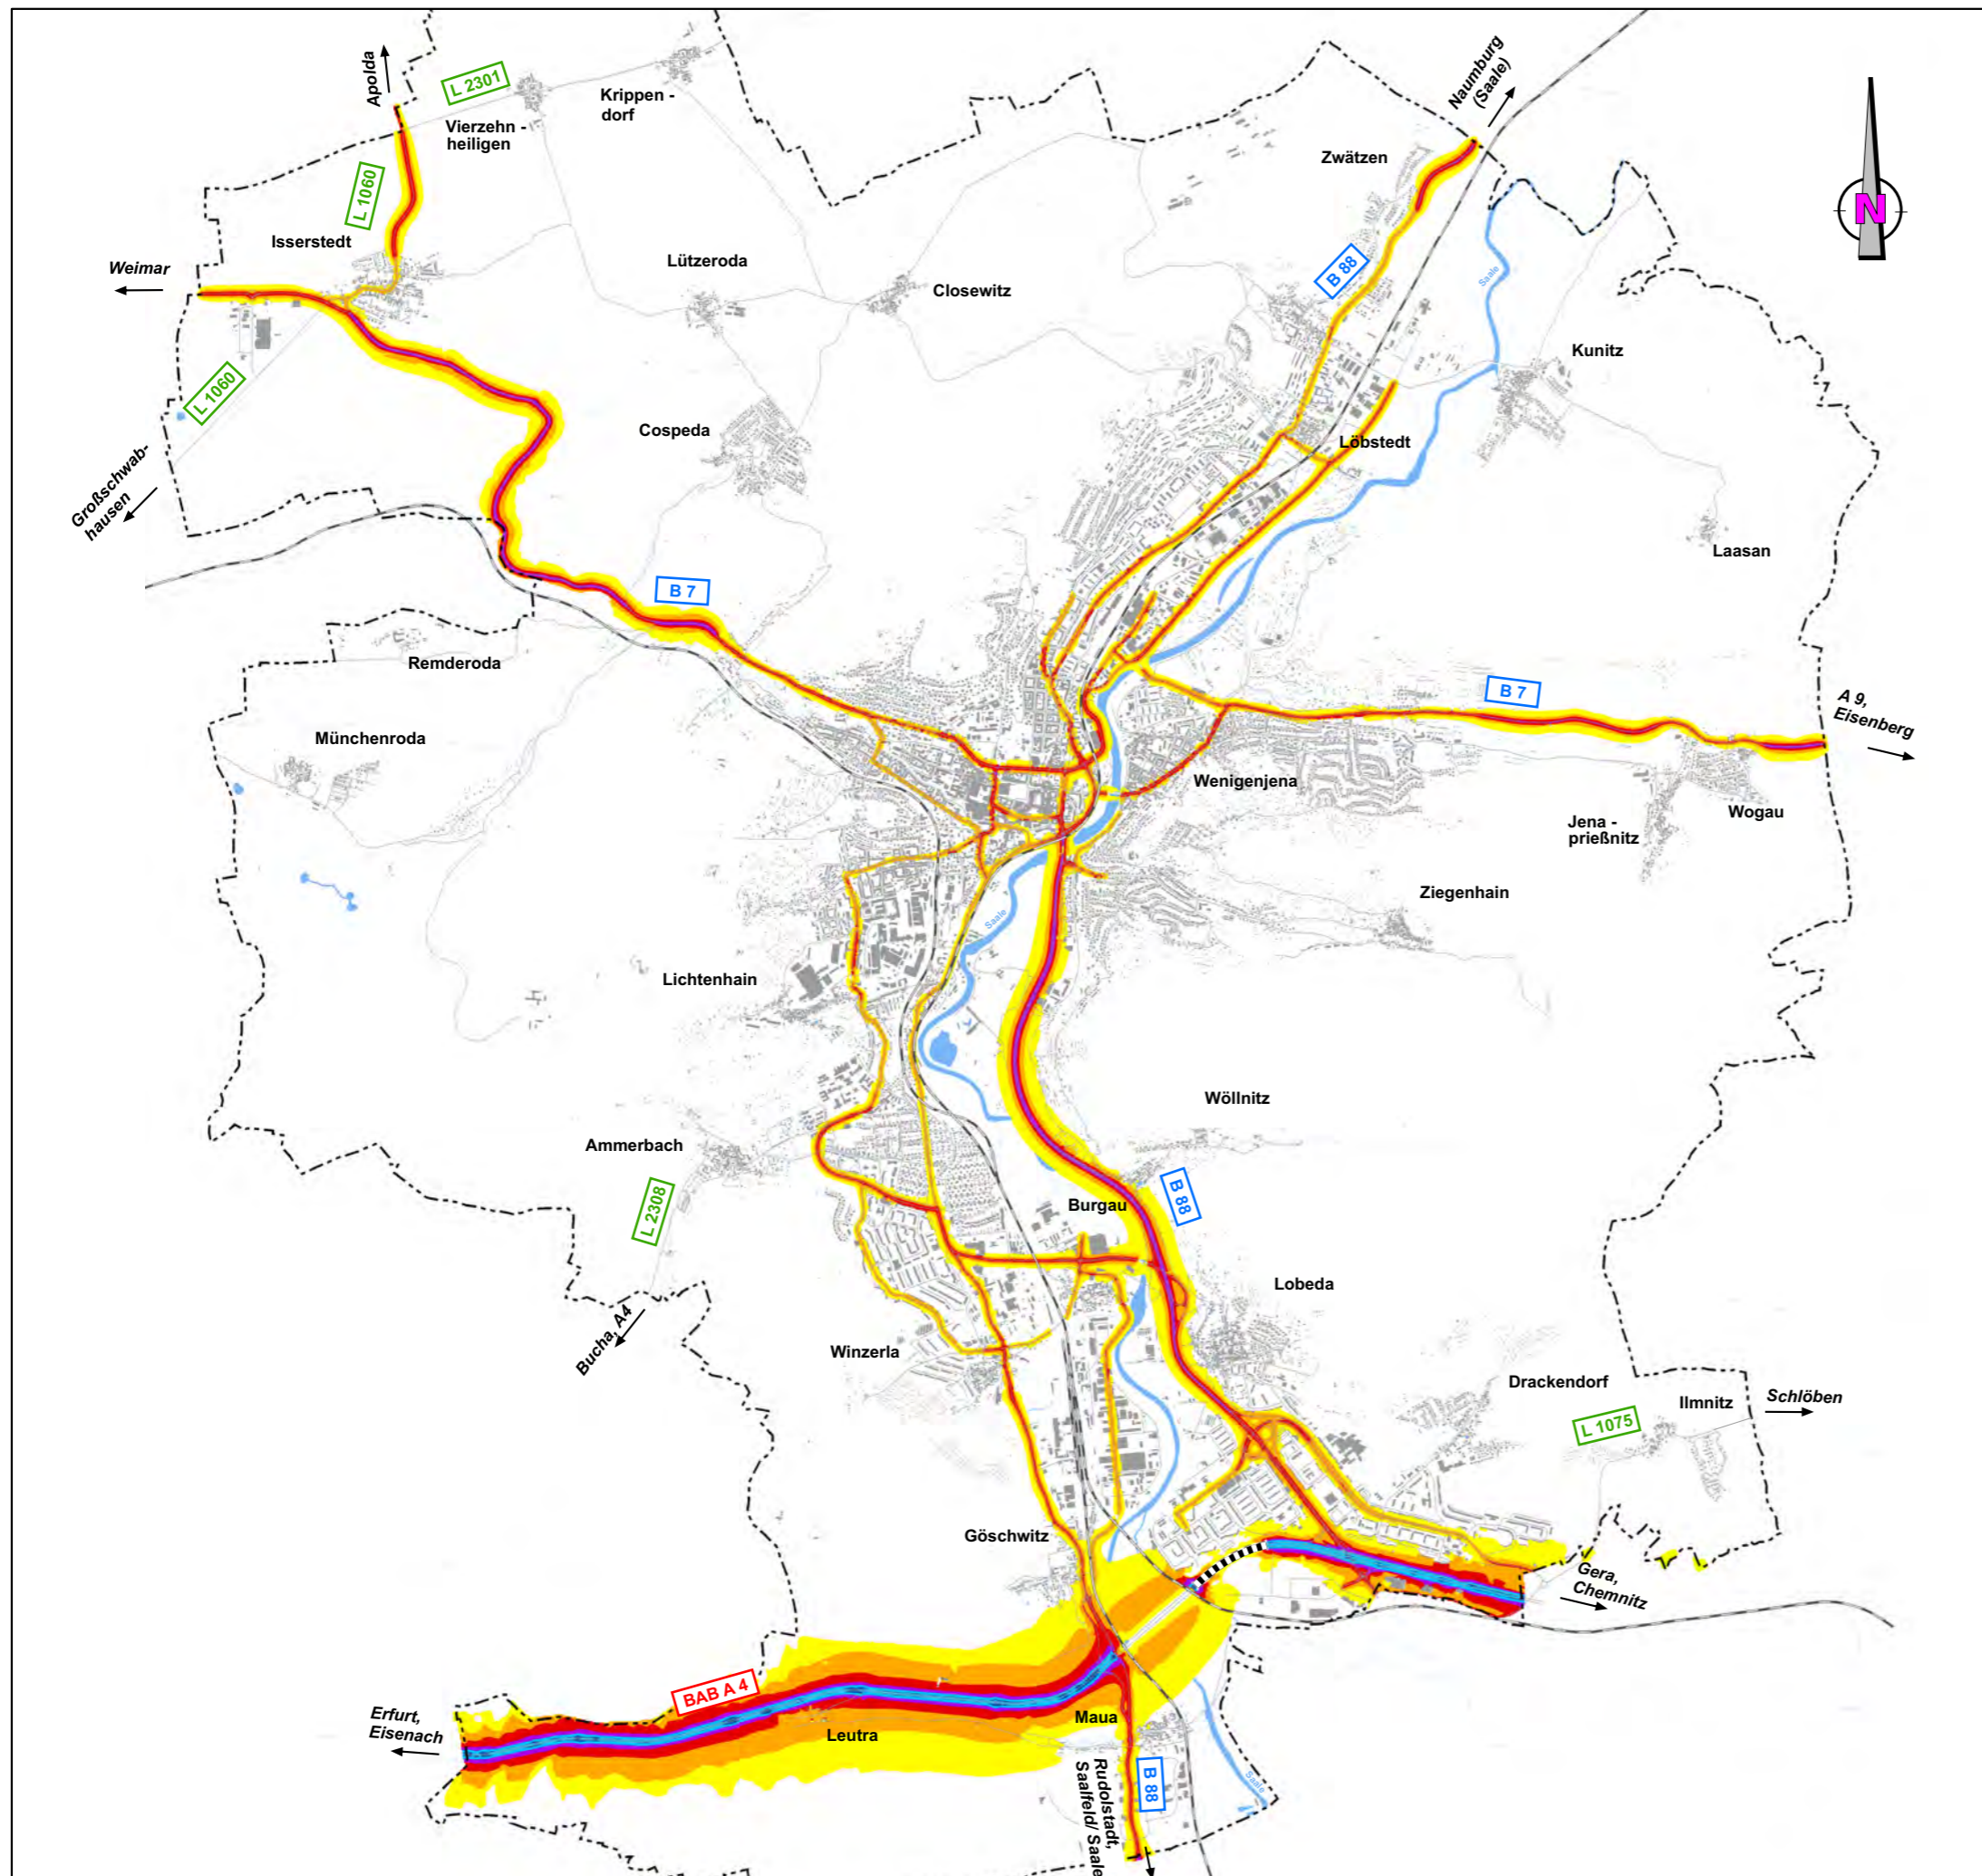 Apolda
L 2301
Krippen -
dorf
Vierzehn -
heiligen
Naumburg
(Saale)
Zwätzen
N
L 1060
Isserstedt
Weimar
Lützeroda
Closewitz
B 88
Saale
Kunitz
L 1060
Cospeda
Löbstedt
Großschwab-
hausen
Laasan
B 7
Remderoda
B 7
A 9,
Eisenberg
Münchenroda
Wenigenjena
Jena -
prießnitz
Wogau
Ziegenhain
Saale
Lichtenhain
Wöllnitz
Ammerbach
L 2308
Burgau
B 88
Lobeda
Bucha, A4
Winzerla
Drackendorf
Ilmnitz
Schlöben
L 1075
Göschwitz
Gera,
Chemnitz
BAB A 4
Erfurt,
Eisenach
Leutra
Maua
Rudolstadt,
Saalfeld/ Saale
B 88
Saale